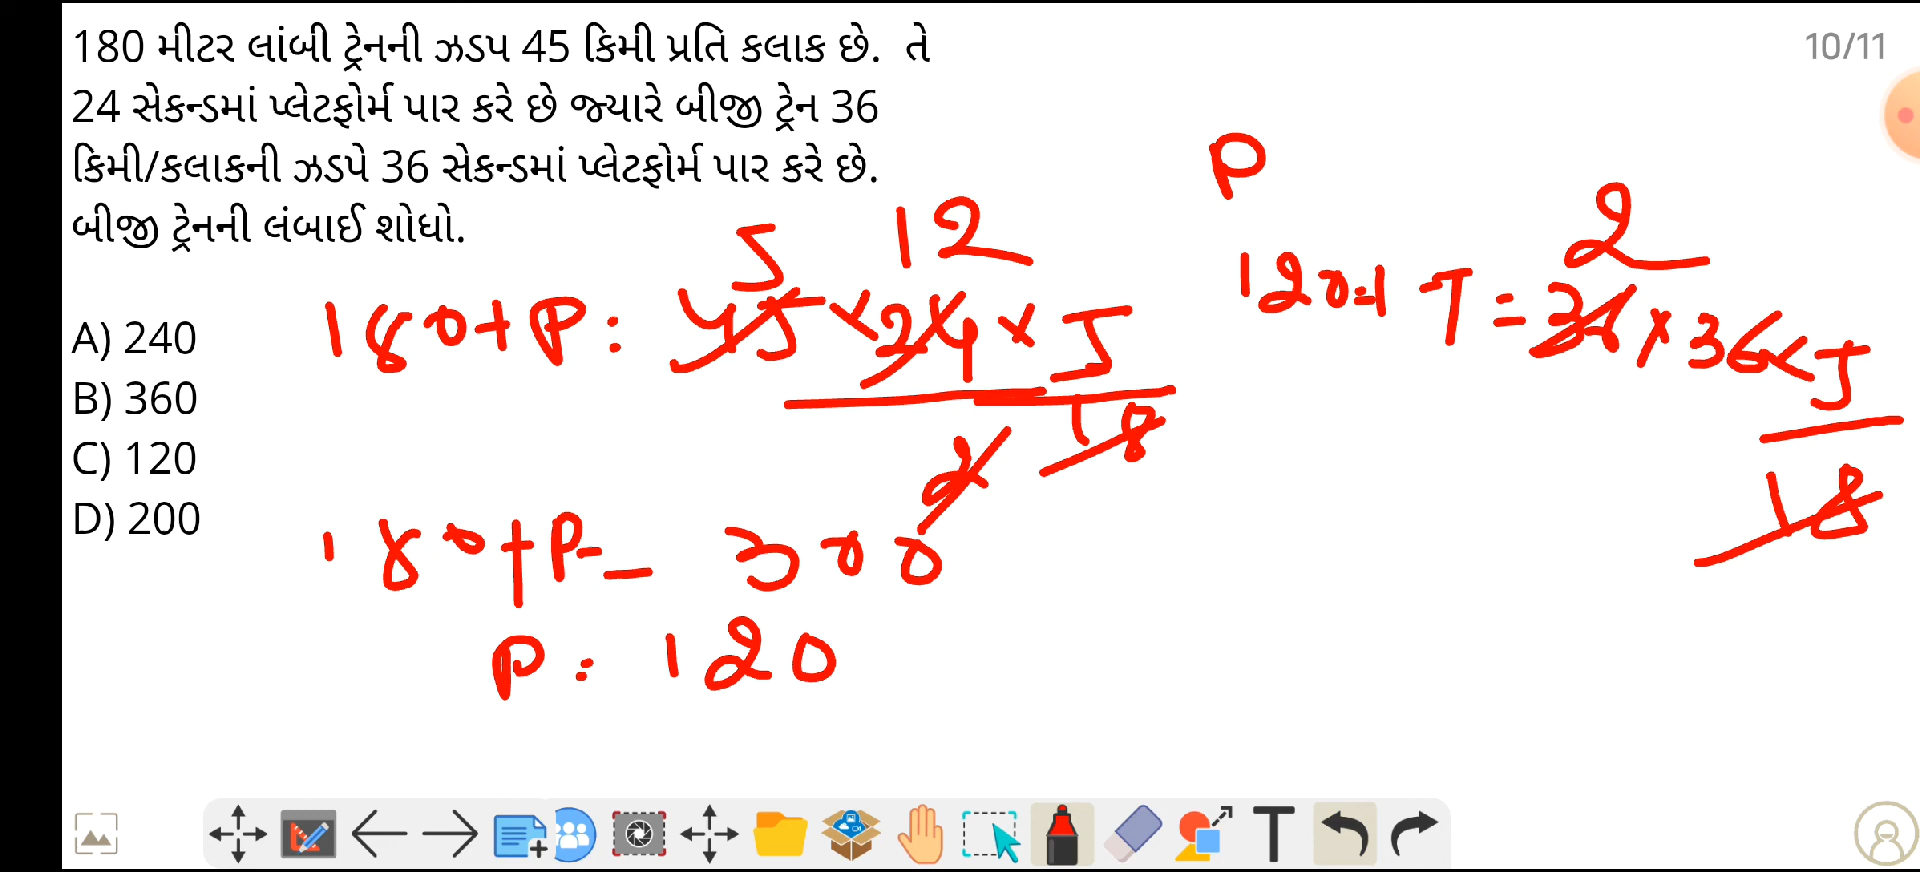 180 મીટર લાંબી ટ્રેનની ઝડપ 45 કિમી પ્રતિ કલાક છે. તે
24 સેકન્ડમાં પ્લેટફોર્મ પાર કરે છે જ્યારે બીજી ટ્રેન 36
કિમી/કલાકની ઝડપે 36 સેકન્ડમાં પ્લેટફોર્મ પાર કરે છે.
બીજી ટ્રેનની લંબાઈ શોધો.
10/11
A) 240
B) 360
C) 120
D) 200
5 12
180+P: 45×24×5
2 18
180+P- 300
P: 120
P
2
T = 36×36×5
18
T